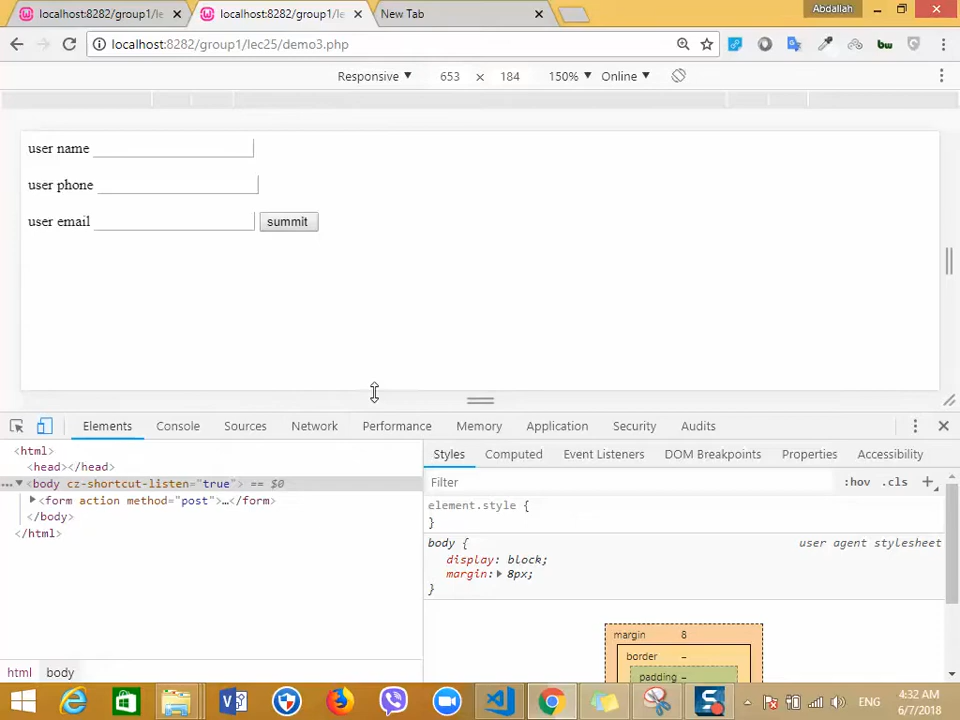 localhost:8282/group1/le
localhost:8282/group1/le
New Tab
Abdallah
localhost:8282/group1/lec25/demo3.php
bw
Responsive ▼ 653 × 184 150% ▼ Online ▼
user name
user phone
user email summit
Elements Console Sources Network Performance Memory Application Security Audits
<html>
<head></head>
... ▼ <body cz-shortcut-listen="true"> == $0
▶ <form action method="post">…</form>
</body>
</html>
html body
Styles Computed Event Listeners DOM Breakpoints Properties Accessibility
Filter :hov .cls +
element.style {
}
body { user agent stylesheet
display: block;
margin: ▶ 8px;
}
margin 8
border –
padding –
ENG
4:32 AM
6/7/2018